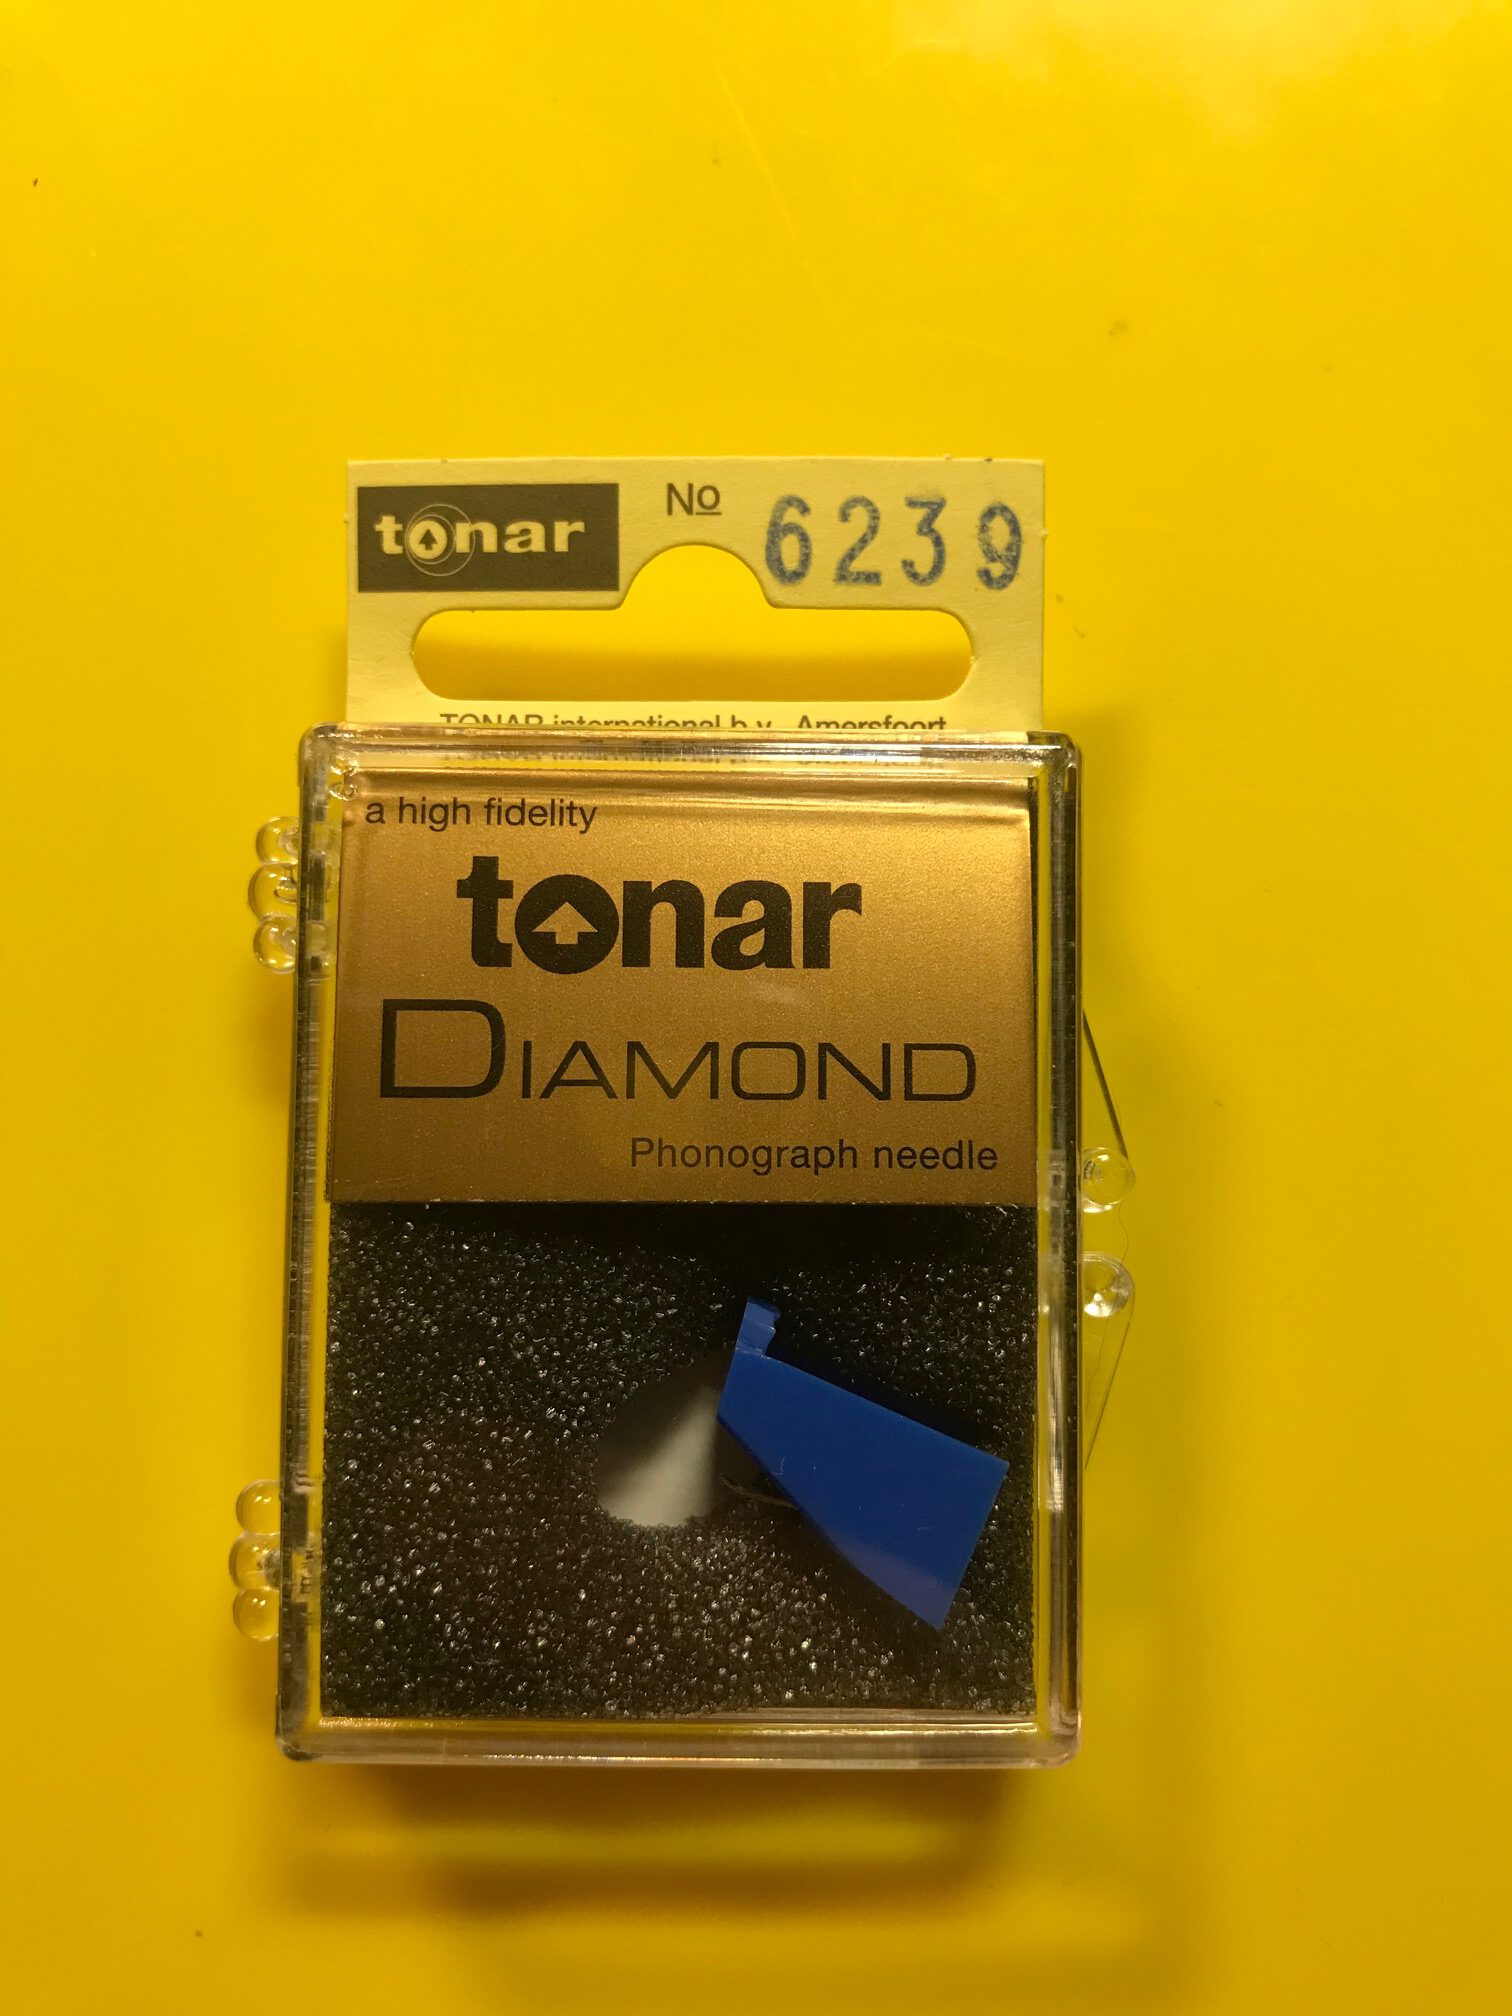 tonar
No 6239
TONAR international b.v. Amersfoort
a high fidelity
tonar
DIAMOND
Phonograph needle